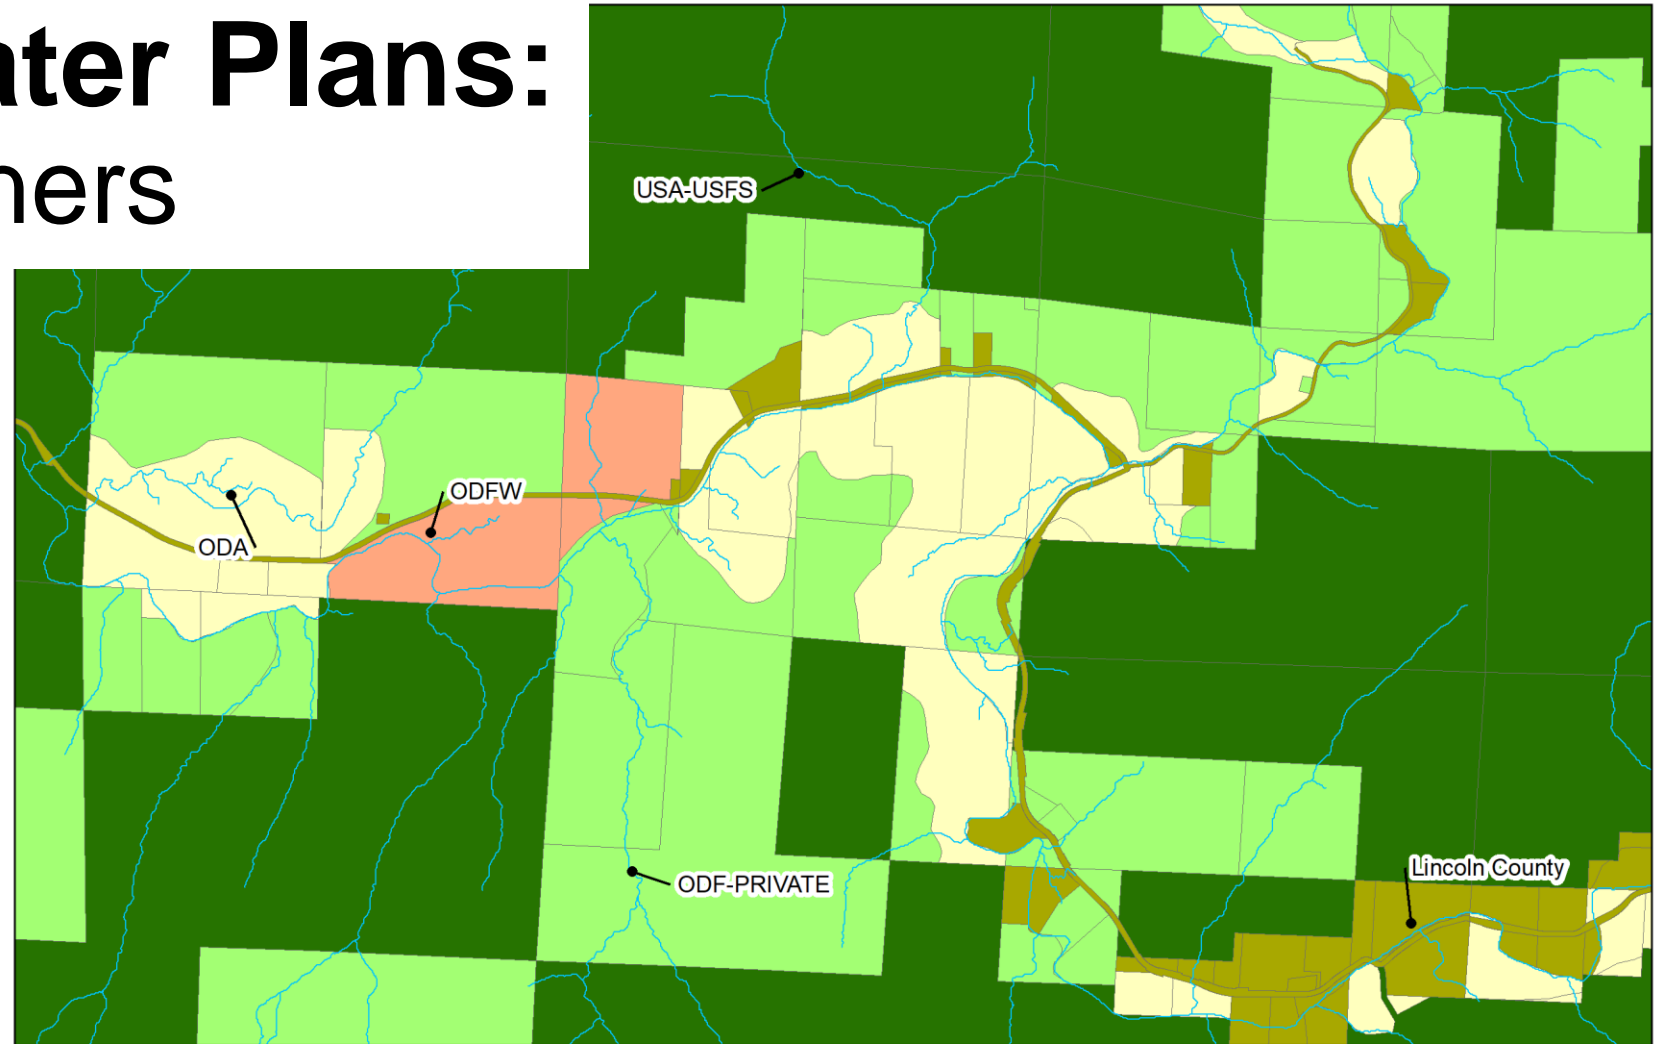 ater Plans:
ners
USA-USFS
ODFW
ODA
ODF-PRIVATE
Lincoln County